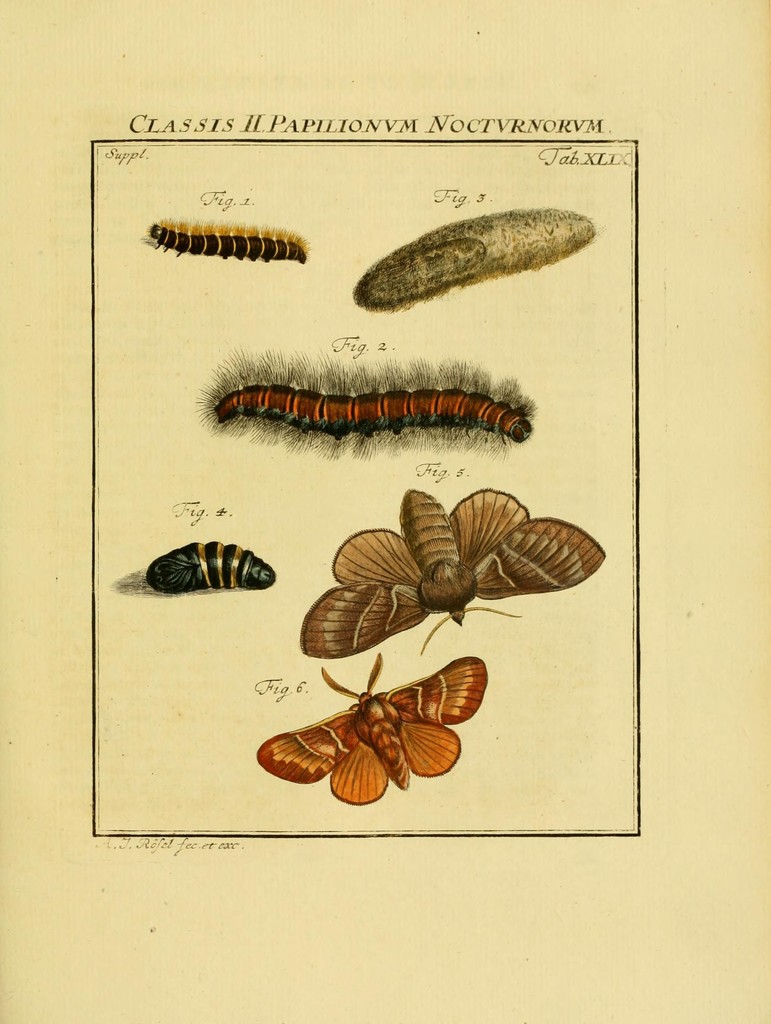 CLASSIS II. PAPILIONVM NOCTVRNORVM.
Suppl. Tab. XLIX
Fig. 1.
Fig. 3.
Fig. 2.
Fig. 5.
Fig. 4.
Fig. 6.
A. J. Rösel fec. et exc.